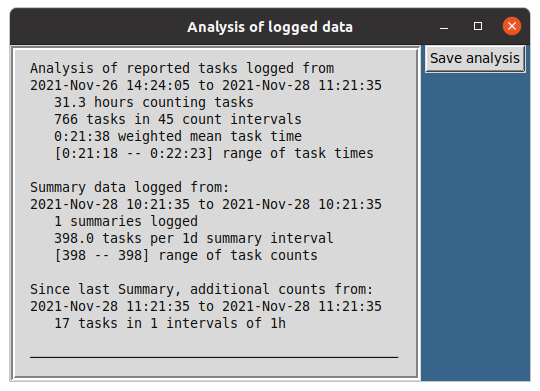 Analysis of logged data
Save analysis
Analysis of reported tasks logged from
2021-Nov-26 14:24:05 to 2021-Nov-28 11:21:35
31.3 hours counting tasks
766 tasks in 45 count intervals
0:21:38 weighted mean task time
[0:21:18 -- 0:22:23] range of task times
Summary data logged from:
2021-Nov-28 10:21:35 to 2021-Nov-28 10:21:35
1 summaries logged
398.0 tasks per 1d summary interval
[398 -- 398] range of task counts
Since last Summary, additional counts from:
2021-Nov-28 11:21:35 to 2021-Nov-28 11:21:35
17 tasks in 1 intervals of 1h